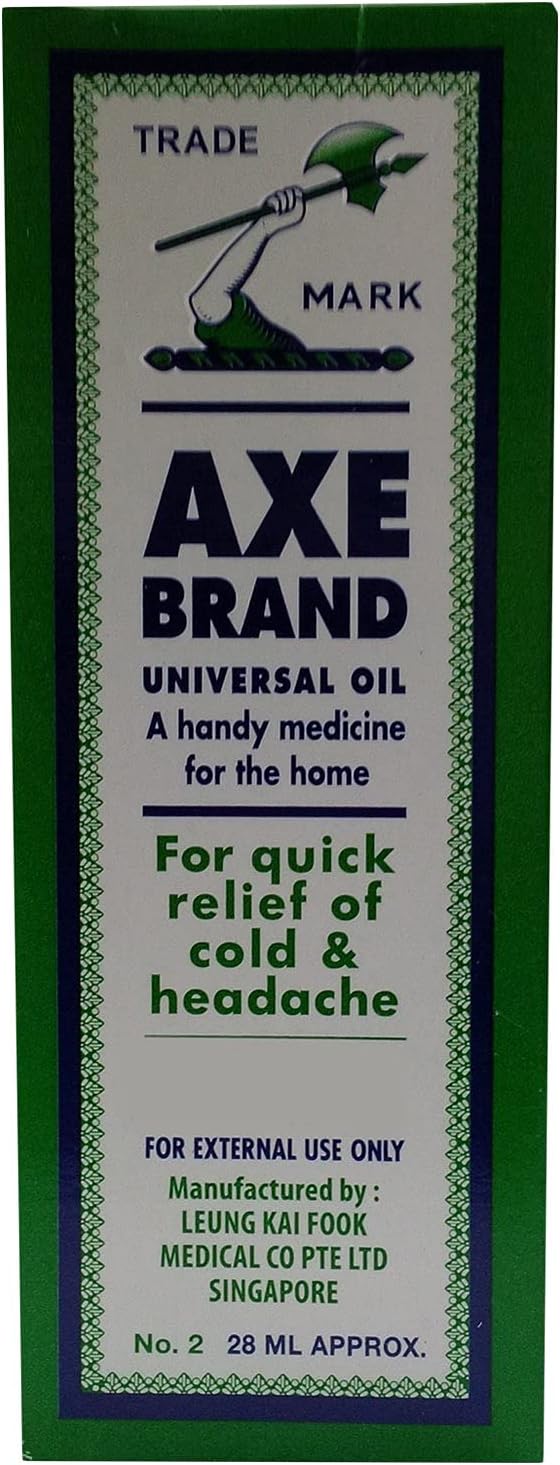 TRADE
MARK
AXE
BRAND
UNIVERSAL OIL
A handy medicine
for the home
For quick
relief of
cold &
headache
FOR EXTERNAL USE ONLY
Manufactured by :
LEUNG KAI FOOK
MEDICAL CO PTE LTD
SINGAPORE
No. 2 28 ML APPROX.